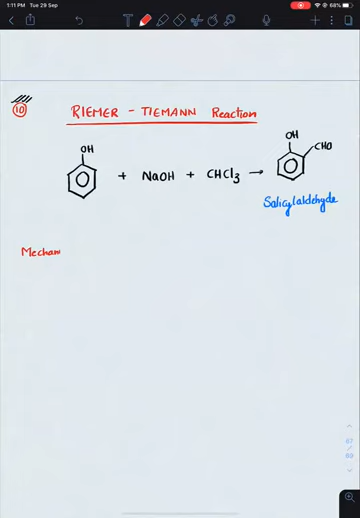 1:11 PM Tue 29 Sep
68%
10
RIEMER - TIEMANN Reaction
OH
+ NaOH + CHCl3 →
OH
CHO
Salicylaldehyde
Mecham
67
69